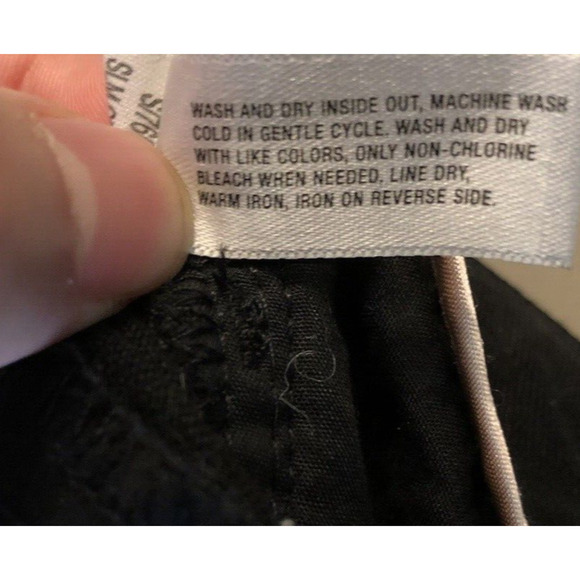 WASH AND DRY INSIDE OUT, MACHINE WASH
COLD IN GENTLE CYCLE. WASH AND DRY
WITH LIKE COLORS, ONLY NON-CHLORINE
BLEACH WHEN NEEDED. LINE DRY,
WARM IRON, IRON ON REVERSE SIDE.